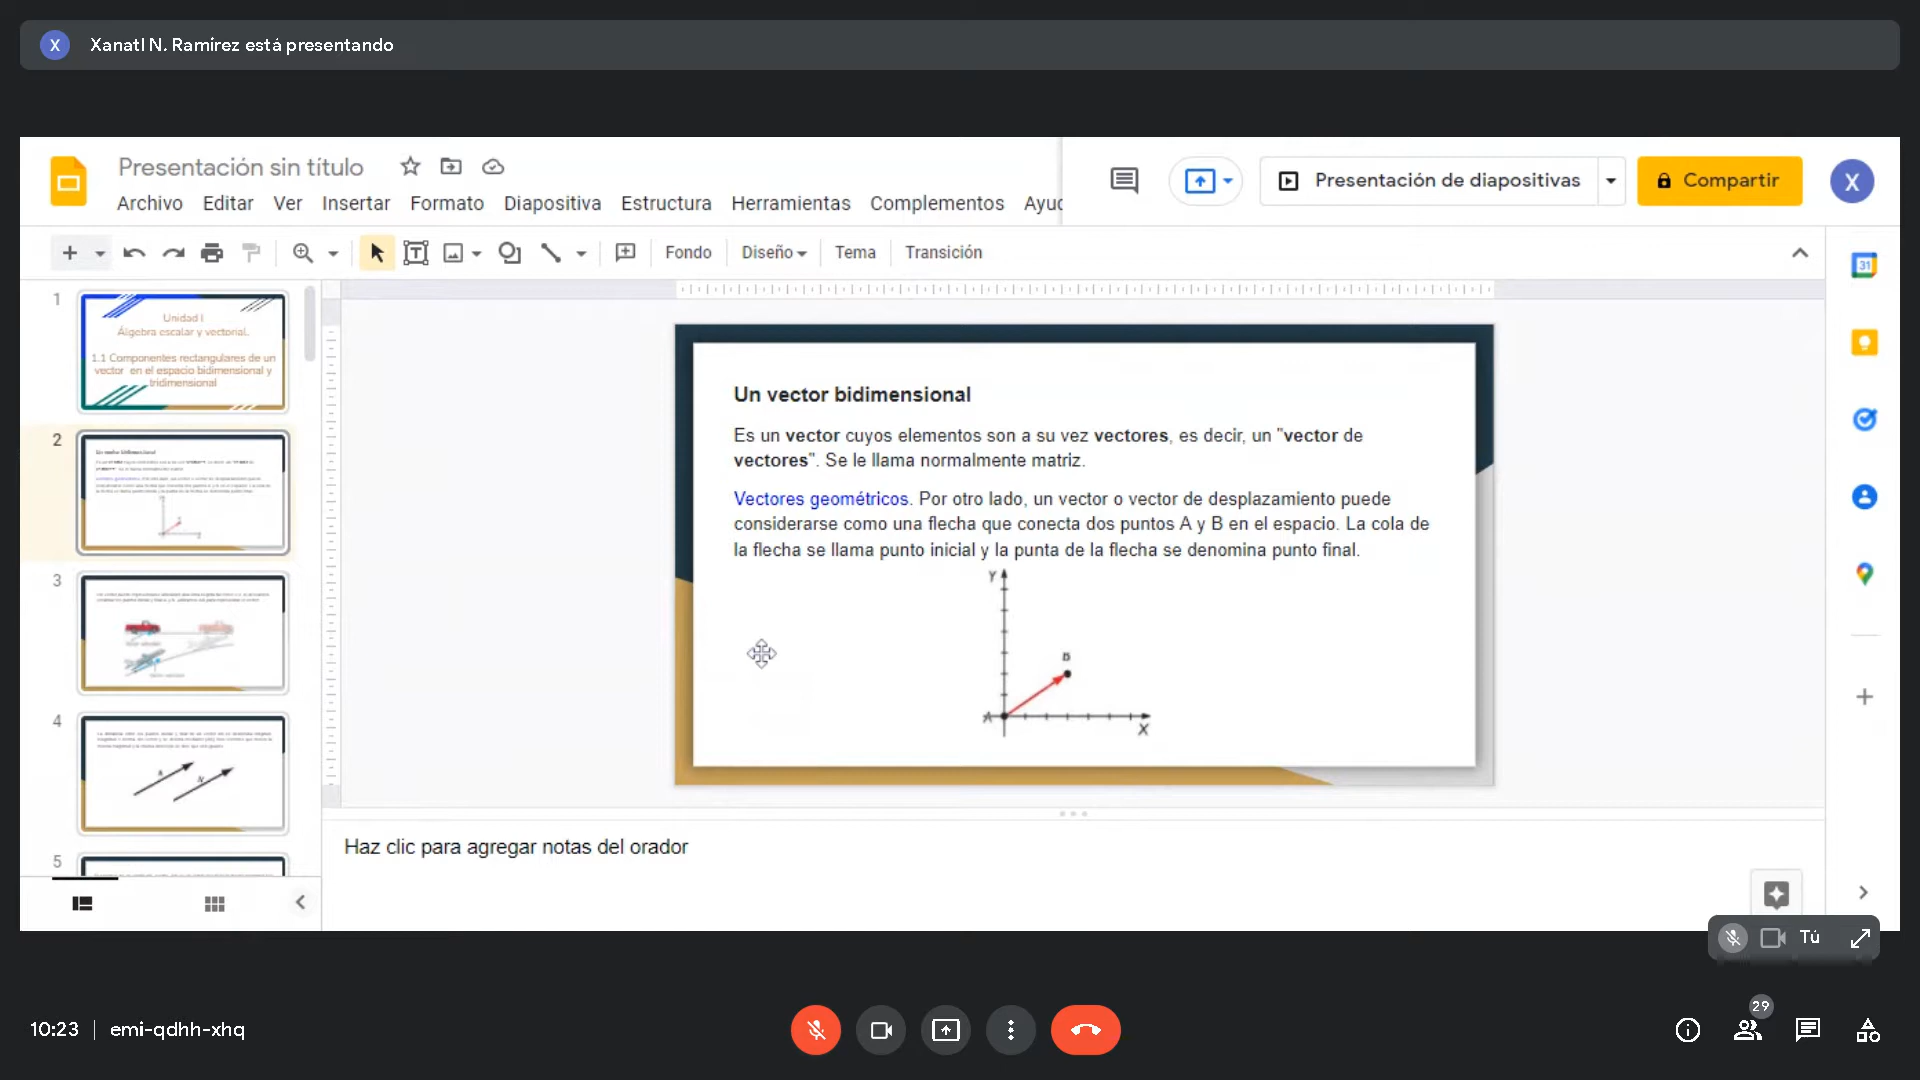 X Xanatl N. Ramírez está presentando
Presentación sin título
Archivo Editar Ver Insertar Formato Diapositiva Estructura Herramientas Complementos Ayuc
Presentación de diapositivas
Compartir
X
Fondo Diseño Tema Transición
31
1
Unidad I
Álgebra escalar y vectorial.
1.1 Componentes rectangulares de un
vector en el espacio bidimensional y
tridimensional
2
3
4
5
Un vector bidimensional
Es un vector cuyos elementos son a su vez vectores, es decir, un "vector de
vectores". Se le llama normalmente matriz.
Vectores geométricos. Por otro lado, un vector o vector de desplazamiento puede
considerarse como una flecha que conecta dos puntos A y B en el espacio. La cola de
la flecha se llama punto inicial y la punta de la flecha se denomina punto final.
Y
B
A
X
Haz clic para agregar notas del orador
Tú
10:23 | emi-qdhh-xhq
29